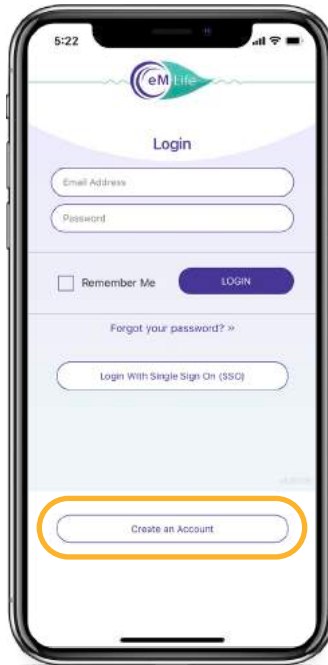 5:22
eM Life
Login
Email Address
Password
Remember Me
LOGIN
Forgot your password? »
Login With Single Sign On (SSO)
Create an Account